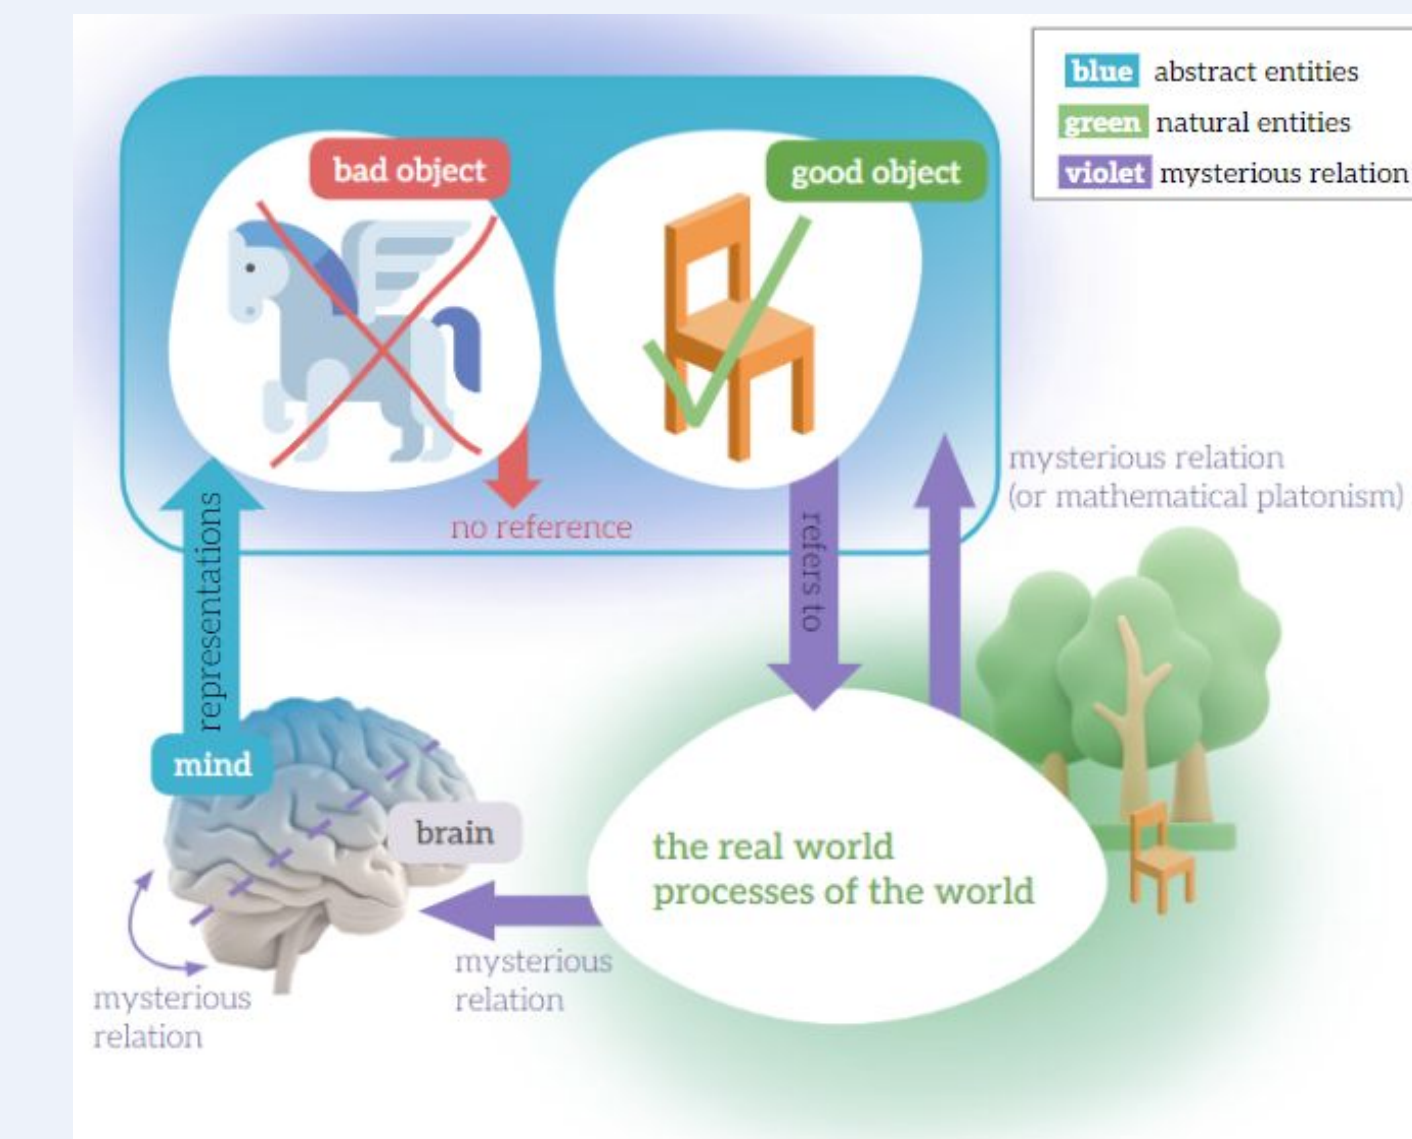 blue abstract entities
green natural entities
violet mysterious relation
bad object
good object
no reference
representations
refers to
mysterious relation
(or mathematical platonism)
mind
brain
the real world
processes of the world
mysterious
relation
mysterious
relation